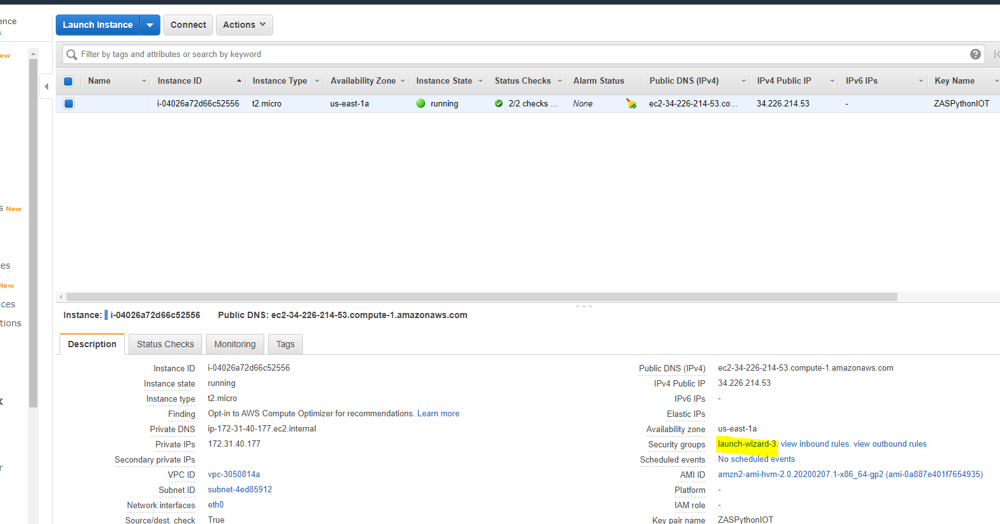 ence
ew
Launch Instance Connect Actions
Filter by tags and attributes or search by keyword
Name Instance ID Instance Type Availability Zone Instance State Status Checks Alarm Status Public DNS (IPv4) IPv4 Public IP IPv6 IPs Key Name
i-04026a72d66c52556 t2.micro us-east-1a running 2/2 checks ... None ec2-34-226-214-53.co... 34.226.214.53 - ZASPythonIOT
s New
es
New
ces
tions
Instance: i-04026a72d66c52556 Public DNS: ec2-34-226-214-53.compute-1.amazonaws.com
Description Status Checks Monitoring Tags
Instance ID i-04026a72d66c52556 Public DNS (IPv4) ec2-34-226-214-53.compute-1.amazonaws.com
Instance state running IPv4 Public IP 34.226.214.53
Instance type t2.micro IPv6 IPs -
Finding Opt-in to AWS Compute Optimizer for recommendations. Learn more Elastic IPs
Private DNS ip-172-31-40-177.ec2.internal Availability zone us-east-1a
Private IPs 172.31.40.177 Security groups launch-wizard-3. view inbound rules. view outbound rules
Secondary private IPs Scheduled events No scheduled events
VPC ID vpc-3050814a AMI ID amzn2-ami-hvm-2.0.20200207.1-x86_64-gp2 (ami-0a887e401f7654935)
Subnet ID subnet-4ed85912 Platform -
Network interfaces eth0 IAM role -
Source/dest. check True Key pair name ZASPythonIOT